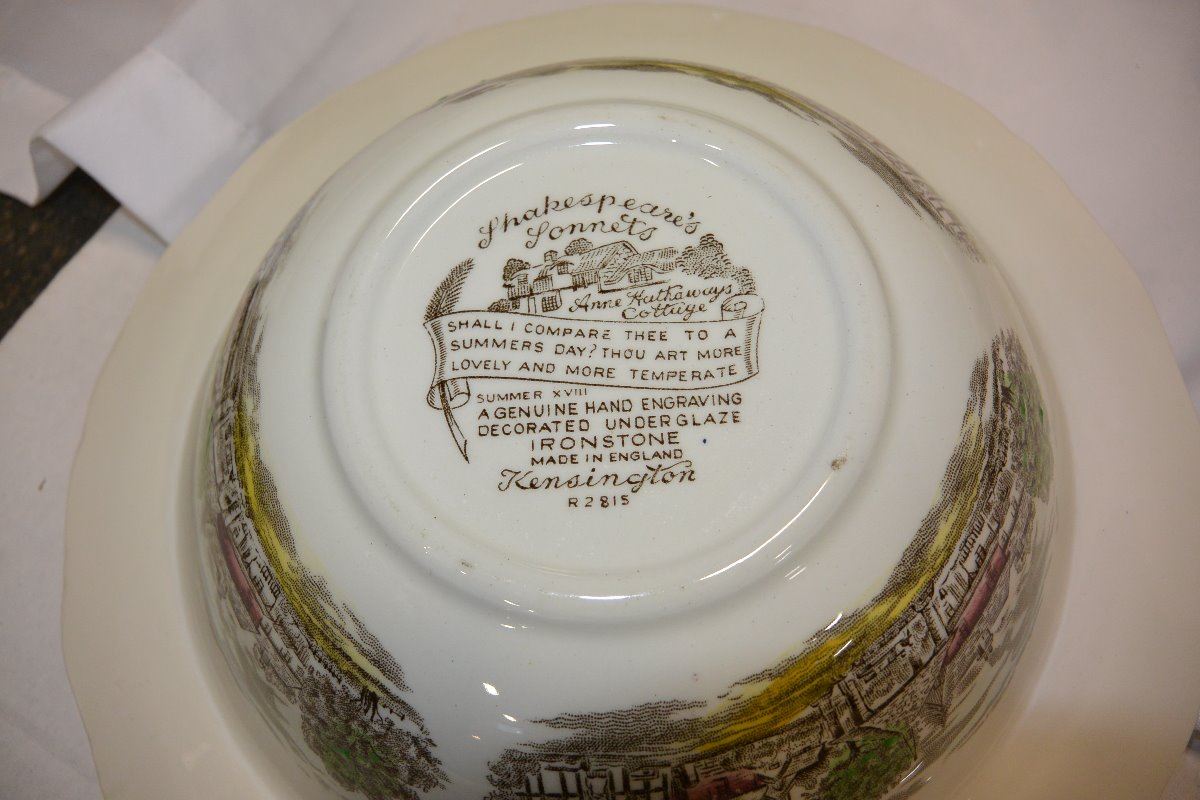 Shakespeare's
Sonnets
Anne Hathaways
Cottage
SHALL I COMPARE THEE TO A
SUMMERS DAY? THOU ART MORE
LOVELY AND MORE TEMPERATE
SUMMER XVIII
A GENUINE HAND ENGRAVING
DECORATED UNDERGLAZE
IRONSTONE
MADE IN ENGLAND
Kensington
R2815